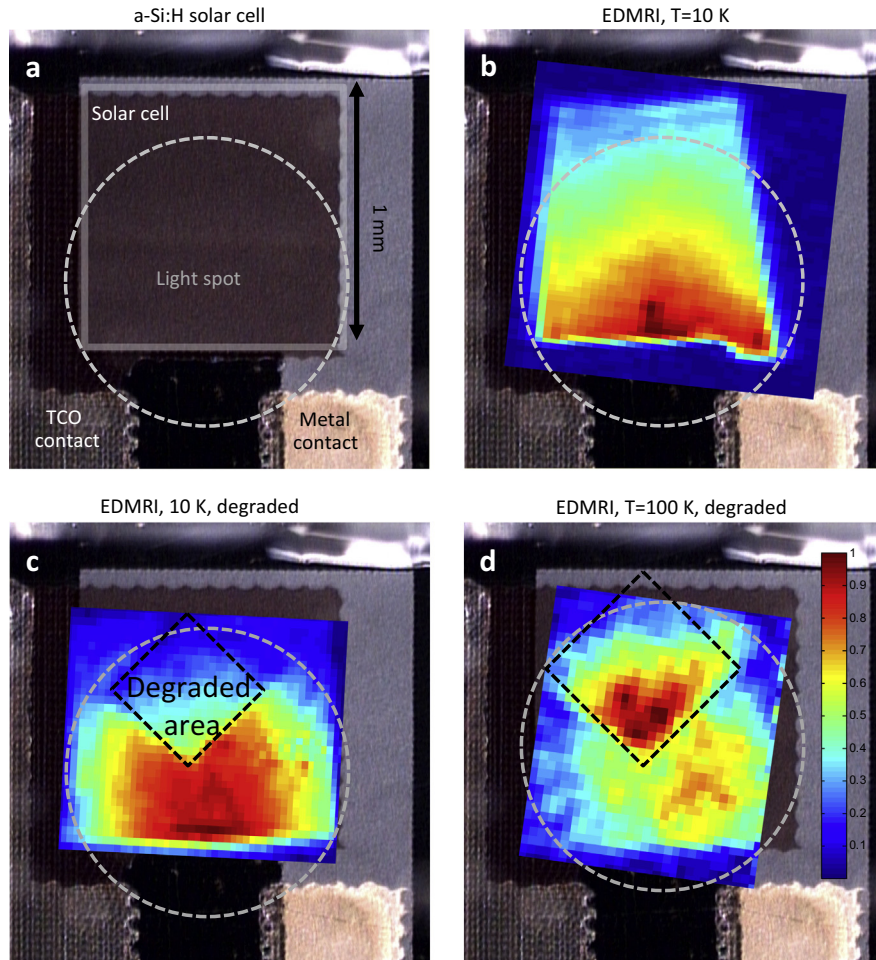 a-Si:H solar cell
EDMRI, T=10 K
a
Solar cell
1 mm
Light spot
TCO
contact
Metal
contact
b
EDMRI, 10 K, degraded
EDMRI, T=100 K, degraded
c
Degraded
area
d
1
0.9
0.8
0.7
0.6
0.5
0.4
0.3
0.2
0.1